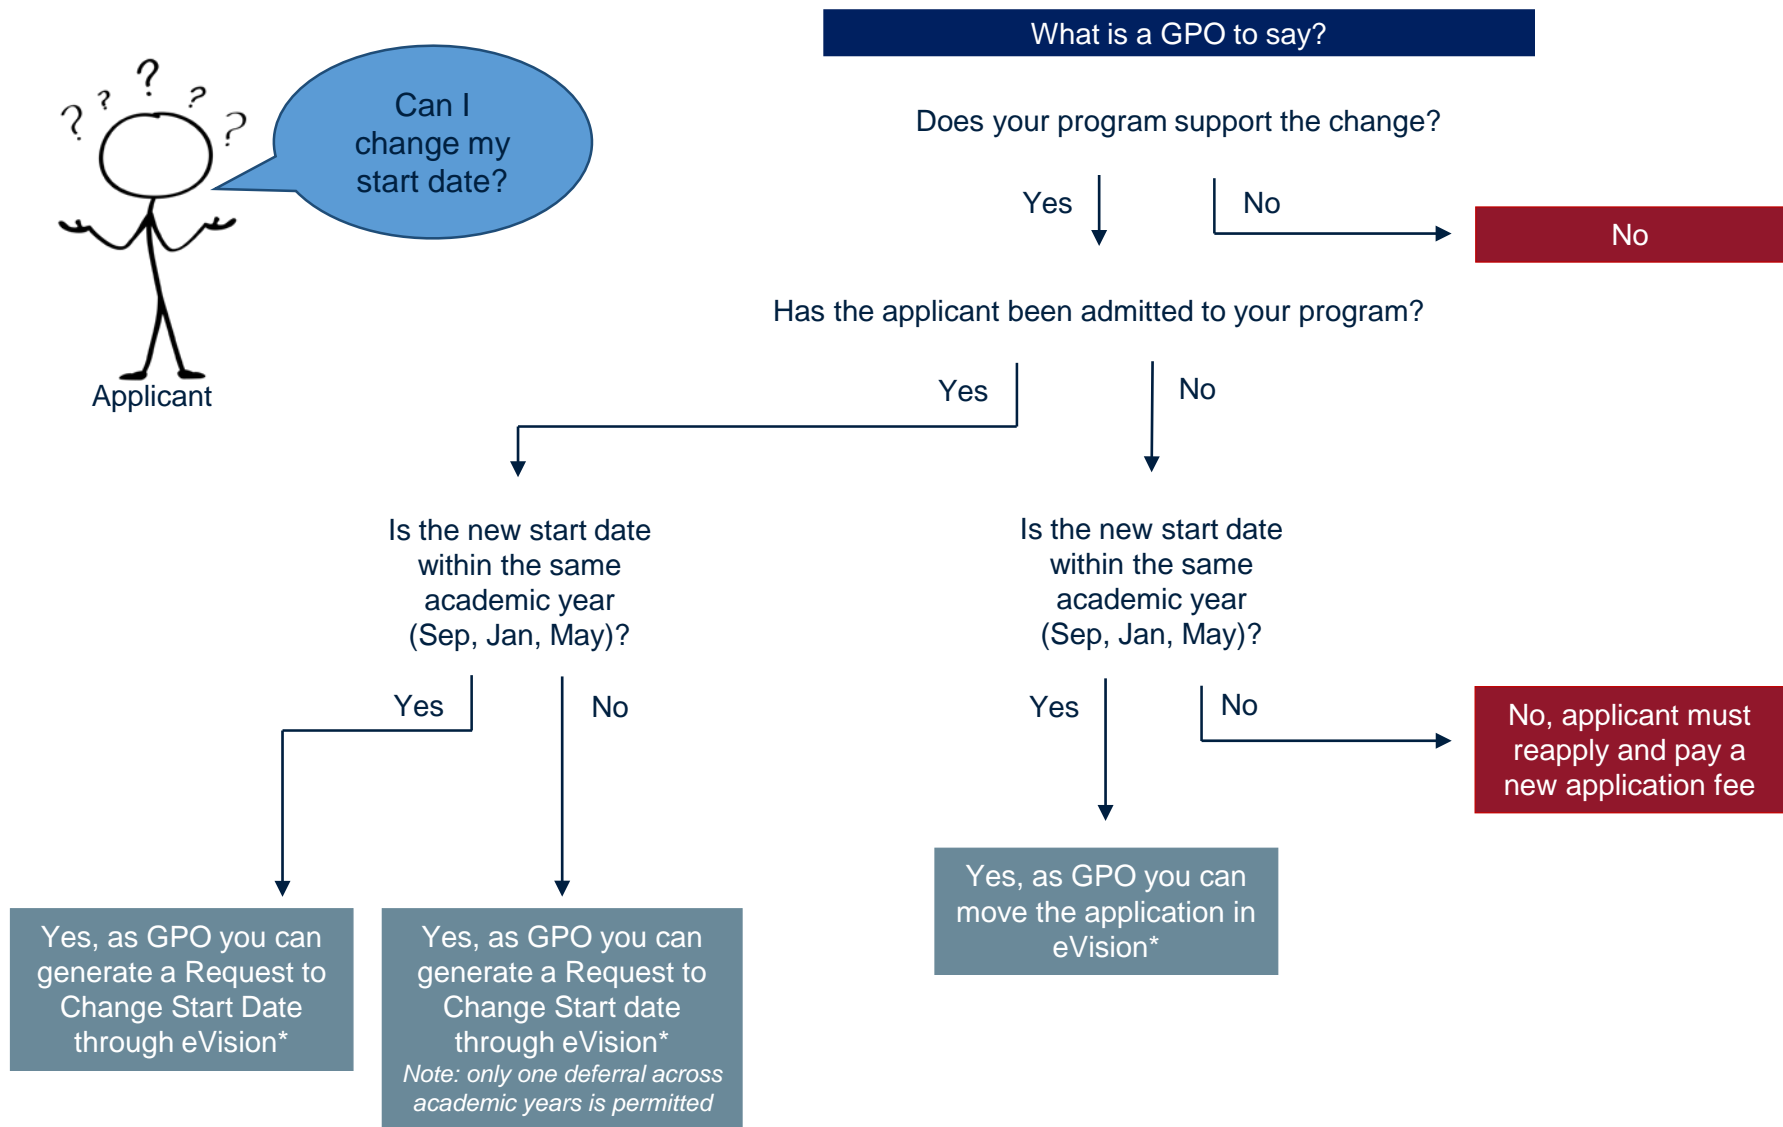 What is a GPO to say?
?
?
?
?
?
Can I
change my
start date?
Applicant
Does your program support the change?
Yes
No
No
Has the applicant been admitted to your program?
Yes
No
Is the new start date
within the same
academic year
(Sep, Jan, May)?
Is the new start date
within the same
academic year
(Sep, Jan, May)?
Yes
No
Yes
No
No, applicant must
reapply and pay a
new application fee
Yes, as GPO you can
generate a Request to
Change Start Date
through eVision*
Yes, as GPO you can
generate a Request to
Change Start date
through eVision*
Note: only one deferral across
academic years is permitted
Yes, as GPO you can
move the application in
eVision*